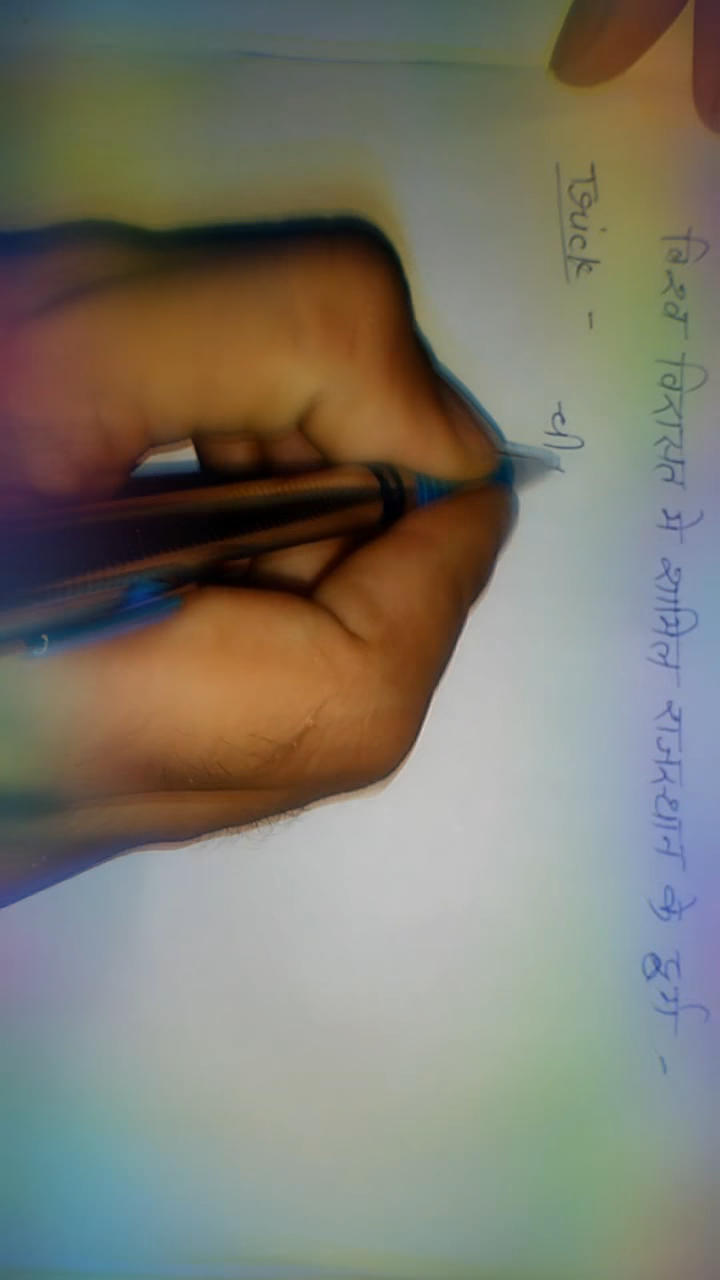 विश्व विरासत मे शामिल राजस्थान के दुर्ग -
Trick - ची